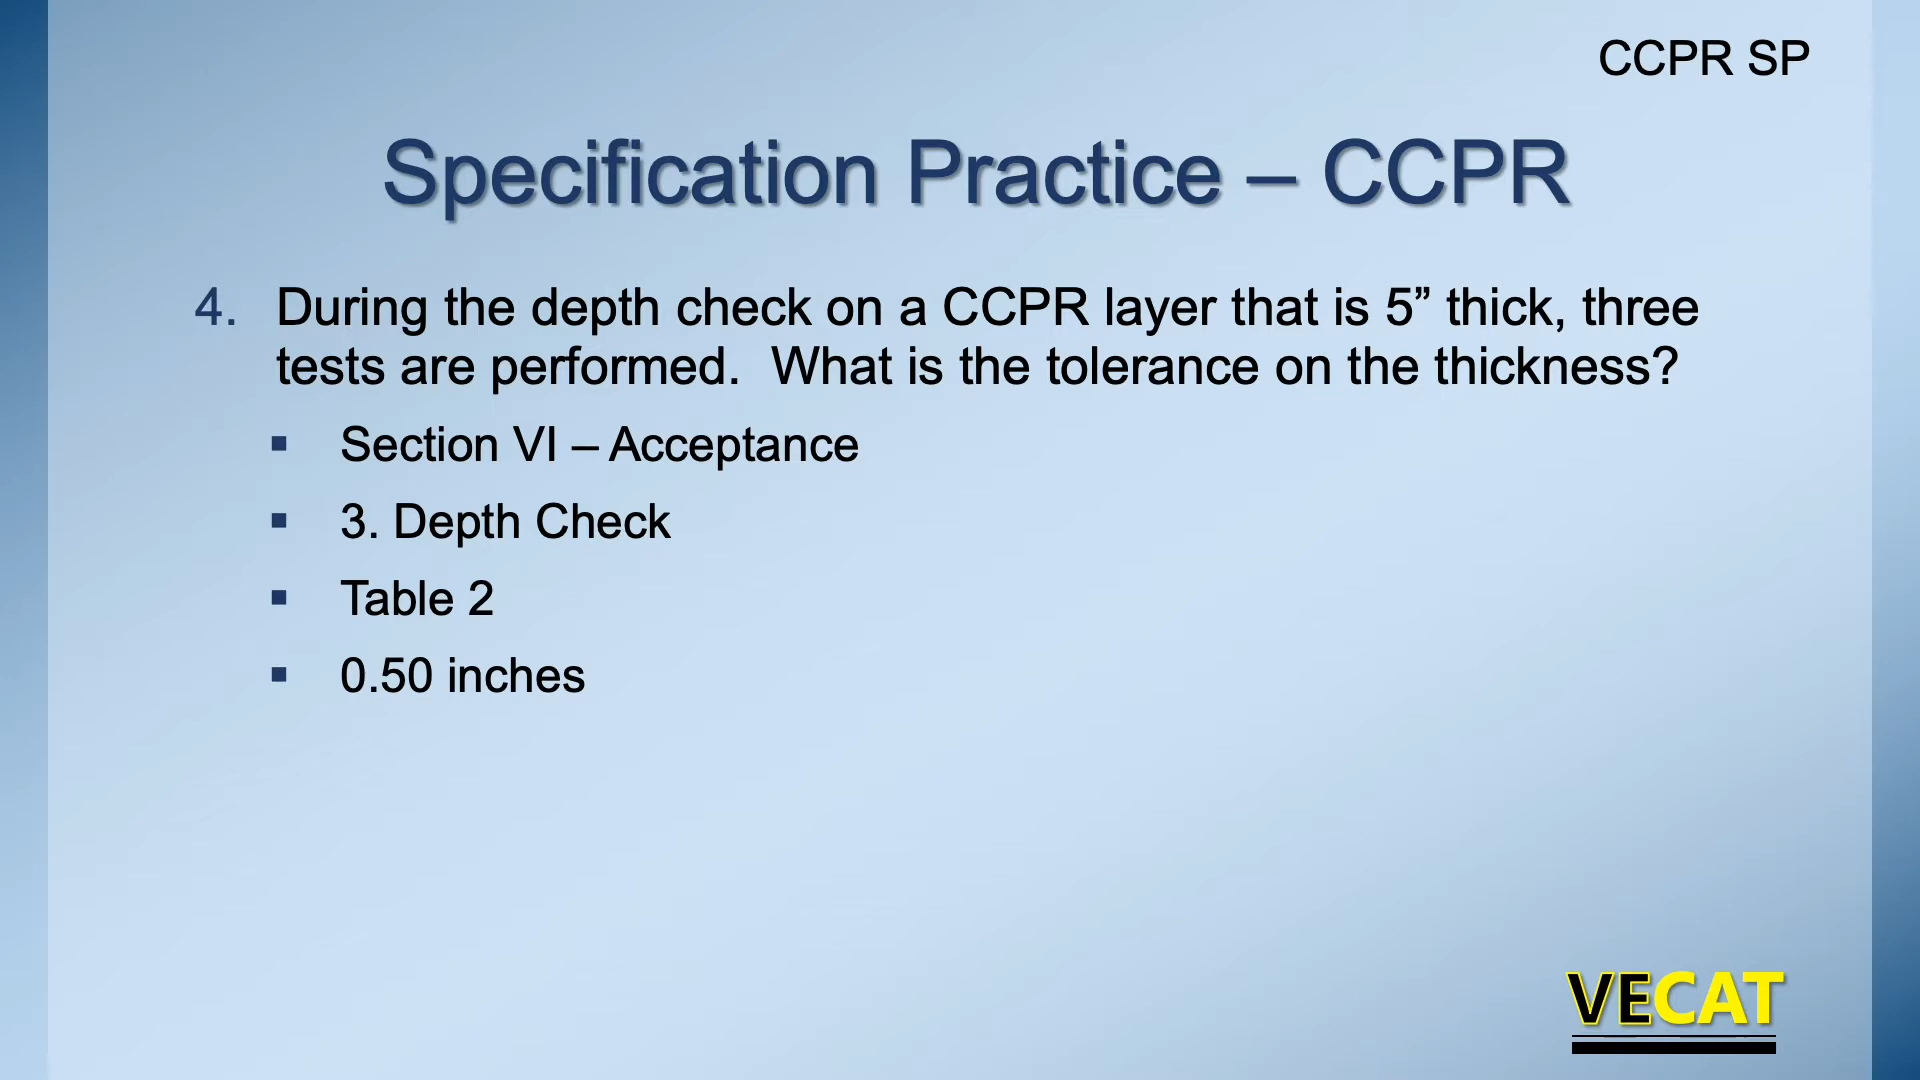 CCPR SP
Specification Practice – CCPR
4. During the depth check on a CCPR layer that is 5” thick, three
tests are performed.  What is the tolerance on the thickness?
▪ Section VI – Acceptance
▪ 3. Depth Check
▪ Table 2
▪ 0.50 inches
VECAT